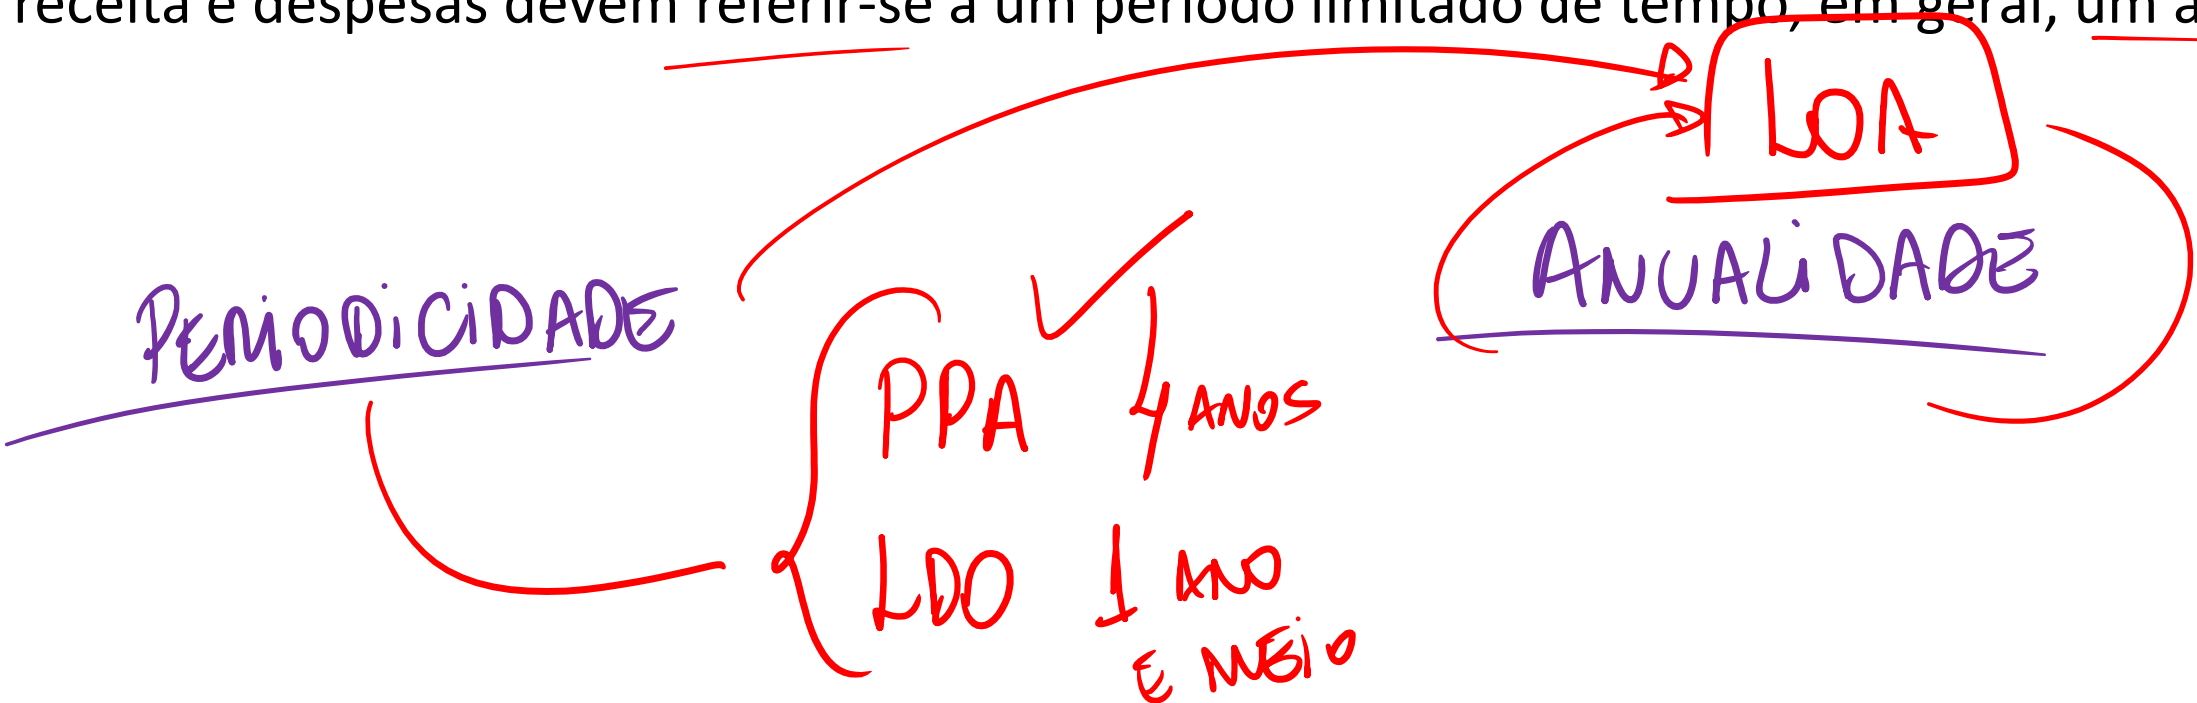 receita e despesas devem referir-se a um período limitado de tempo, em geral, um a
LOA
ANUALIDADE
PERIODICIDADE
PPA 4 ANOS
LDO 1 ANO
E MEIO